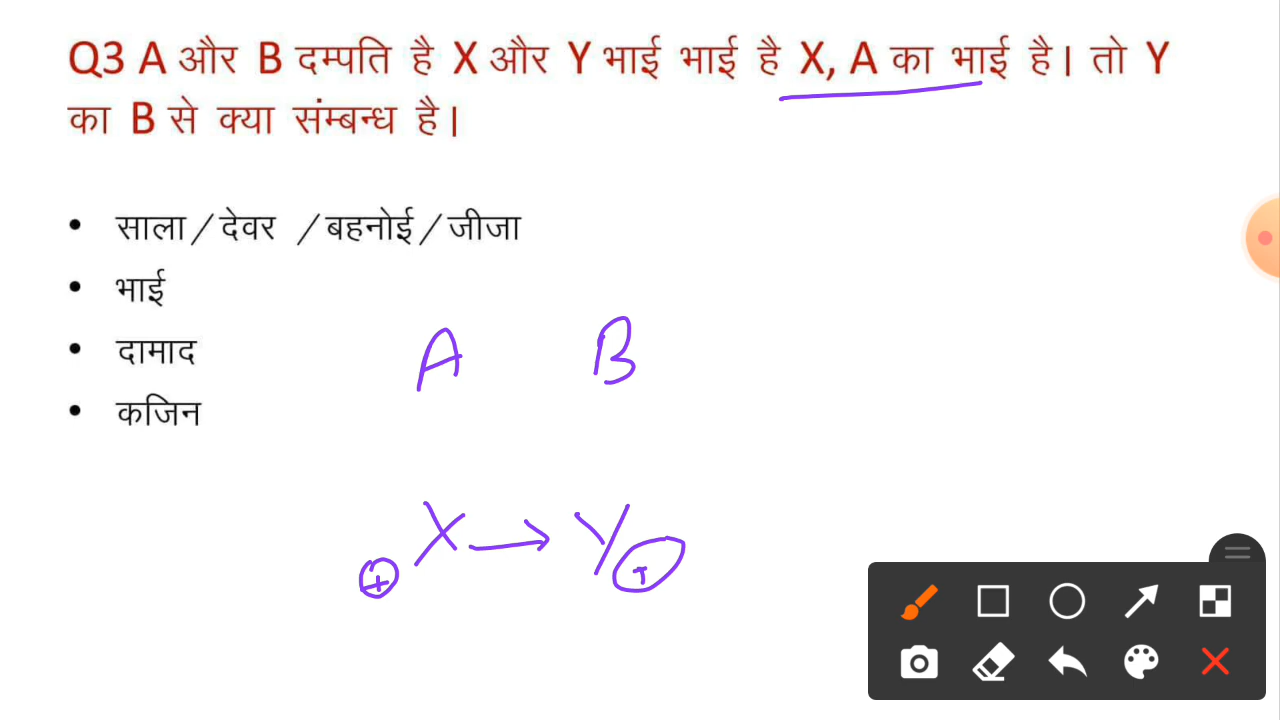 Q3 A और B दम्पति है X और Y भाई भाई है X, A का भाई है। तो Y
का B से क्या संम्बन्ध है।
• साला/देवर /बहनोई/जीजा
• भाई
• दामाद
• कजिन
A B
X → Y
+ +